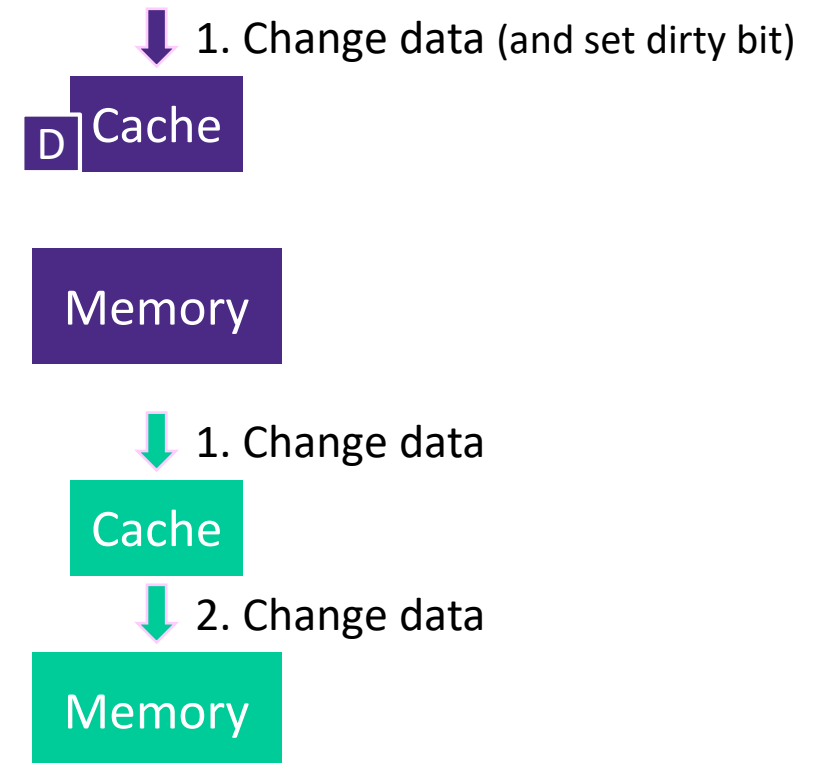 1. Change data (and set dirty bit)
Cache
D
Memory
1. Change data
Cache
2. Change data
Memory